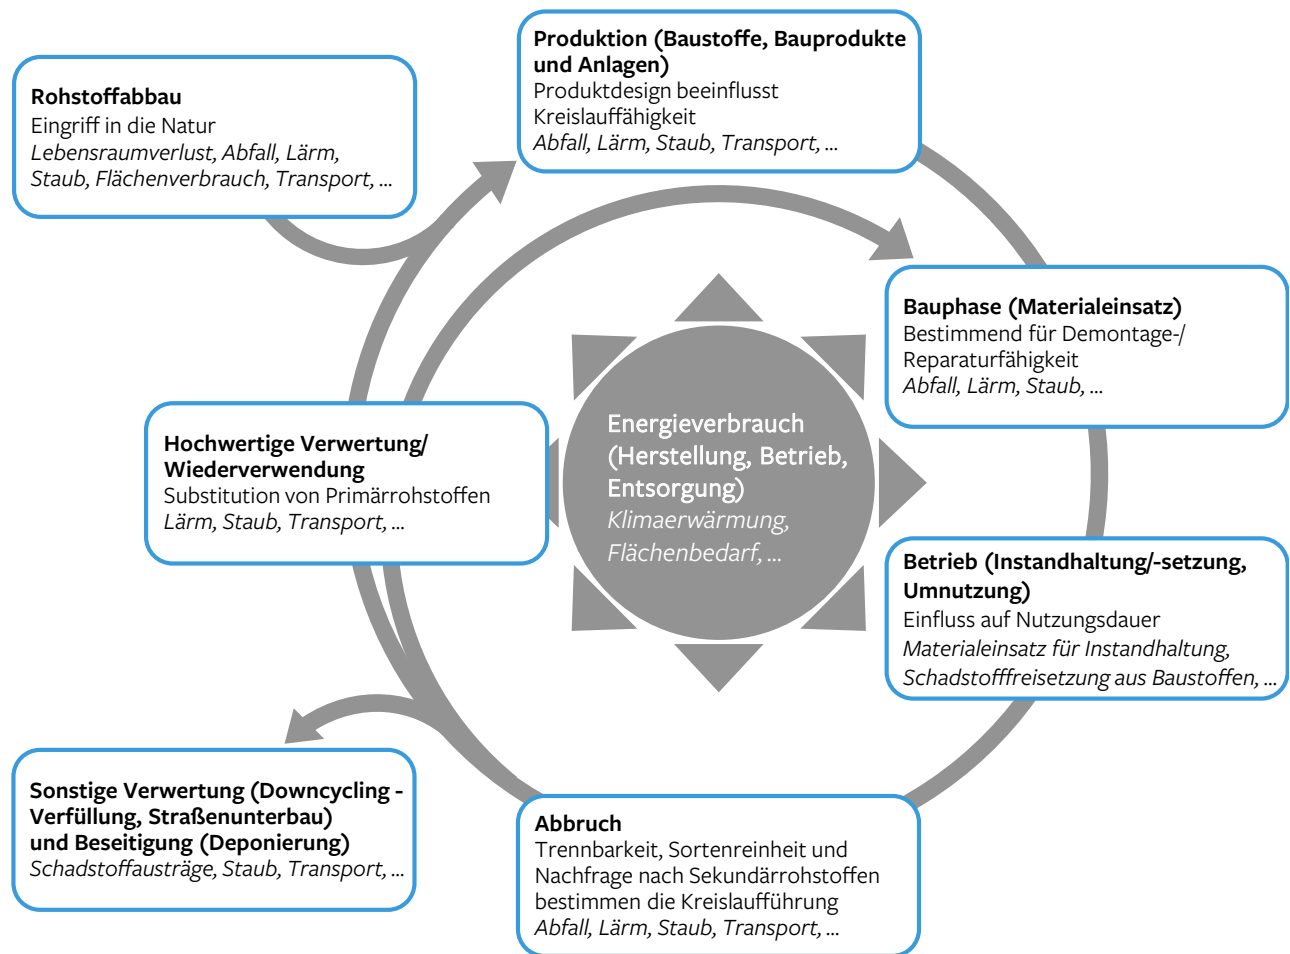 Produktion (Baustoffe, Bauprodukte
und Anlagen)
Produktdesign beeinflusst
Kreislauffähigkeit
Abfall, Lärm, Staub, Transport, ...
Rohstoffabbau
Eingriff in die Natur
Lebensraumverlust, Abfall, Lärm,
Staub, Flächenverbrauch, Transport, ...
Bauphase (Materialeinsatz)
Bestimmend für Demontage-/
Reparaturfähigkeit
Abfall, Lärm, Staub, ...
Energieverbrauch
(Herstellung, Betrieb,
Entsorgung)
Klimaerwärmung,
Flächenbedarf, ...
Hochwertige Verwertung/
Wiederverwendung
Substitution von Primärrohstoffen
Lärm, Staub, Transport, ...
Betrieb (Instandhaltung/-setzung,
Umnutzung)
Einfluss auf Nutzungsdauer
Materialeinsatz für Instandhaltung,
Schadstofffreisetzung aus Baustoffen, ...
Sonstige Verwertung (Downcycling -
Verfüllung, Straßenunterbau)
und Beseitigung (Deponierung)
Schadstoffausträge, Staub, Transport, ...
Abbruch
Trennbarkeit, Sortenreinheit und
Nachfrage nach Sekundärrohstoffen
bestimmen die Kreislaufführung
Abfall, Lärm, Staub, Transport, ...